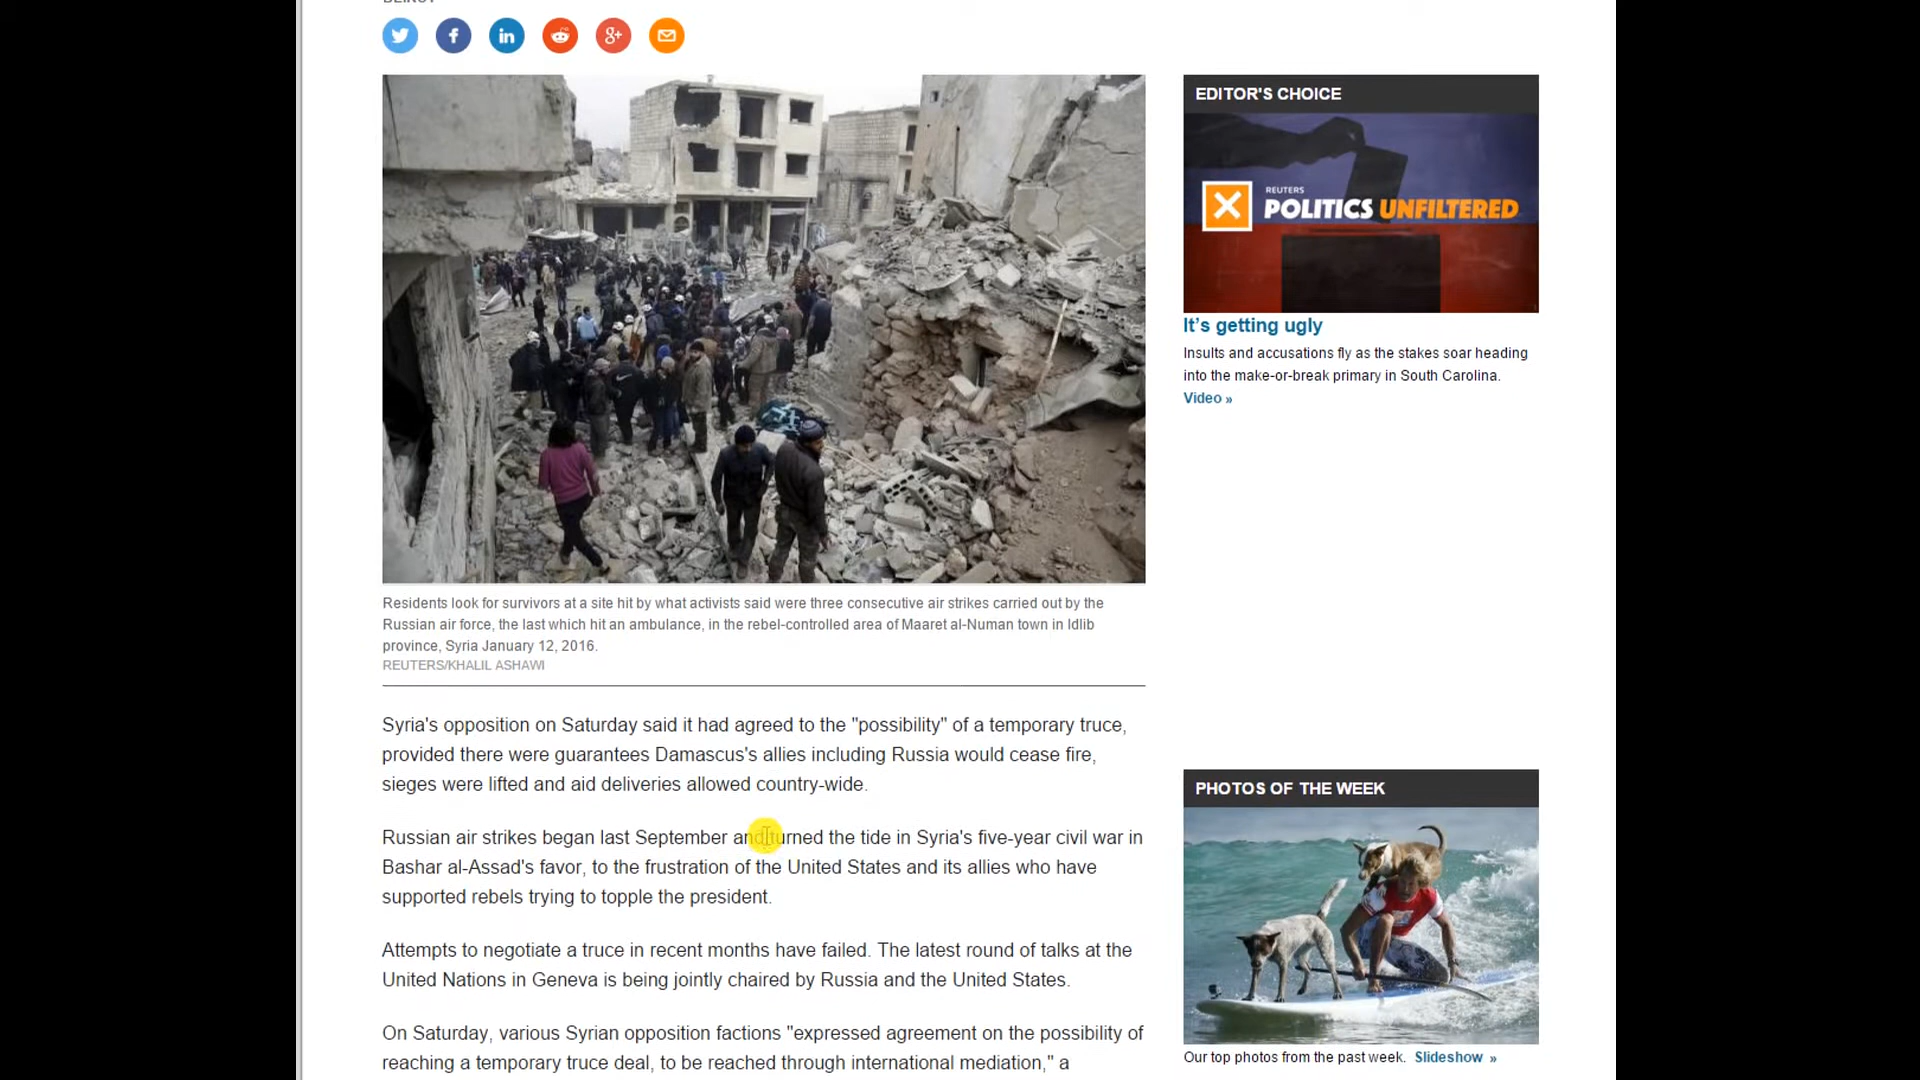 EDITOR'S CHOICE
REUTERS
POLITICS UNFILTERED
It's getting ugly
Insults and accusations fly as the stakes soar heading
into the make-or-break primary in South Carolina.
Video »
Residents look for survivors at a site hit by what activists said were three consecutive air strikes carried out by the
Russian air force, the last which hit an ambulance, in the rebel-controlled area of Maaret al-Numan town in Idlib
province, Syria January 12, 2016.
REUTERS/KHALIL ASHAWI
Syria's opposition on Saturday said it had agreed to the "possibility" of a temporary truce,
provided there were guarantees Damascus's allies including Russia would cease fire,
sieges were lifted and aid deliveries allowed country-wide.
Russian air strikes began last September and turned the tide in Syria's five-year civil war in
Bashar al-Assad's favor, to the frustration of the United States and its allies who have
supported rebels trying to topple the president.
Attempts to negotiate a truce in recent months have failed. The latest round of talks at the
United Nations in Geneva is being jointly chaired by Russia and the United States.
On Saturday, various Syrian opposition factions "expressed agreement on the possibility of
reaching a temporary truce deal, to be reached through international mediation," a
PHOTOS OF THE WEEK
Our top photos from the past week. Slideshow »